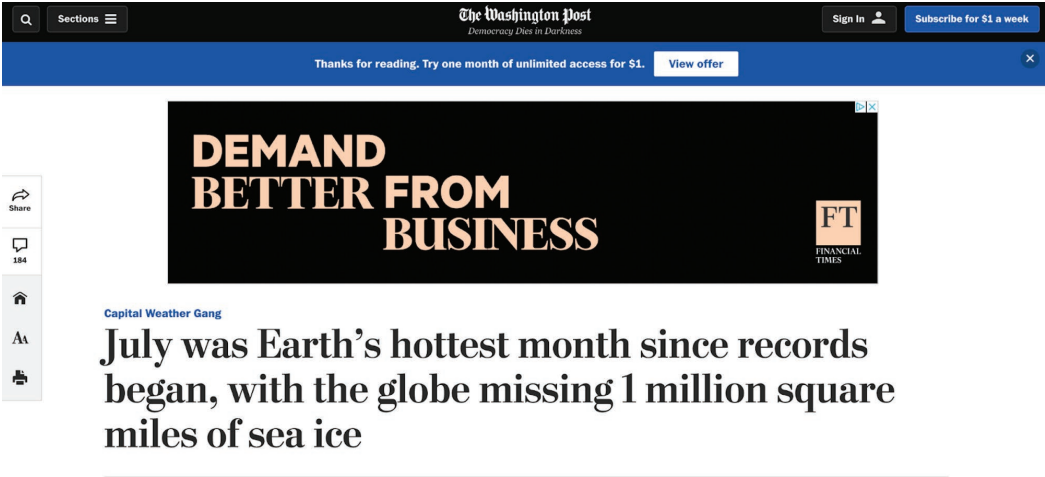 Sections
The Washington Post
Democracy Dies in Darkness
Sign In
Subscribe for $1 a week
Thanks for reading. Try one month of unlimited access for $1.
View offer
DEMAND
BETTER FROM
BUSINESS
FT
FINANCIAL
TIMES
Share
184
AA
Capital Weather Gang
July was Earth’s hottest month since records
began, with the globe missing 1 million square
miles of sea ice